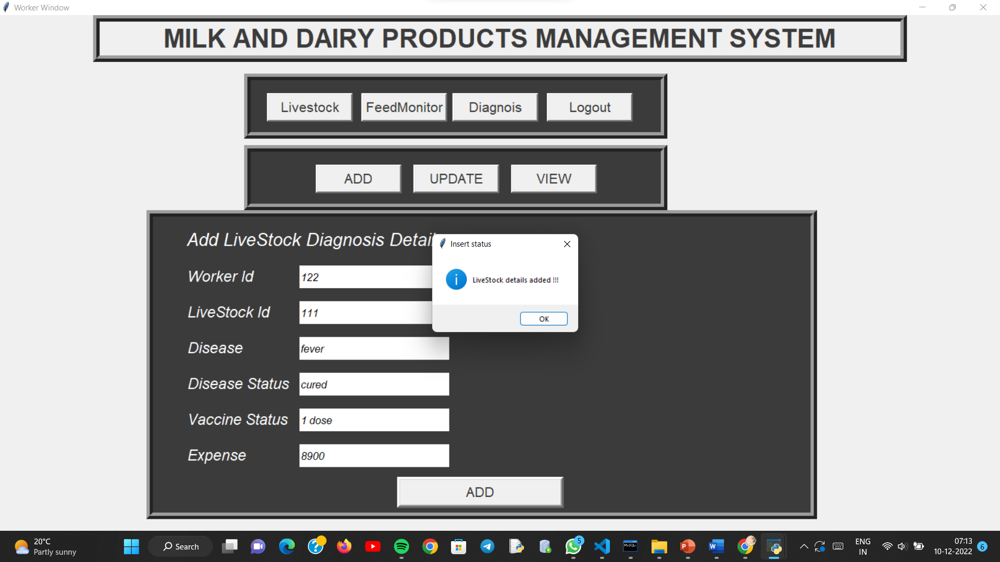 Worker Window
MILK AND DAIRY PRODUCTS MANAGEMENT SYSTEM
Livestock FeedMonitor Diagnois Logout
ADD UPDATE VIEW
Add LiveStock Diagnosis Detail
Insert status
LiveStock details added !!!
OK
Worker Id 122
LiveStock Id 111
Disease fever
Disease Status cured
Vaccine Status 1 dose
Expense 8900
ADD
20°C
Partly sunny
Search
5
MySQL
ENG
IN
07:13
10-12-2022
6